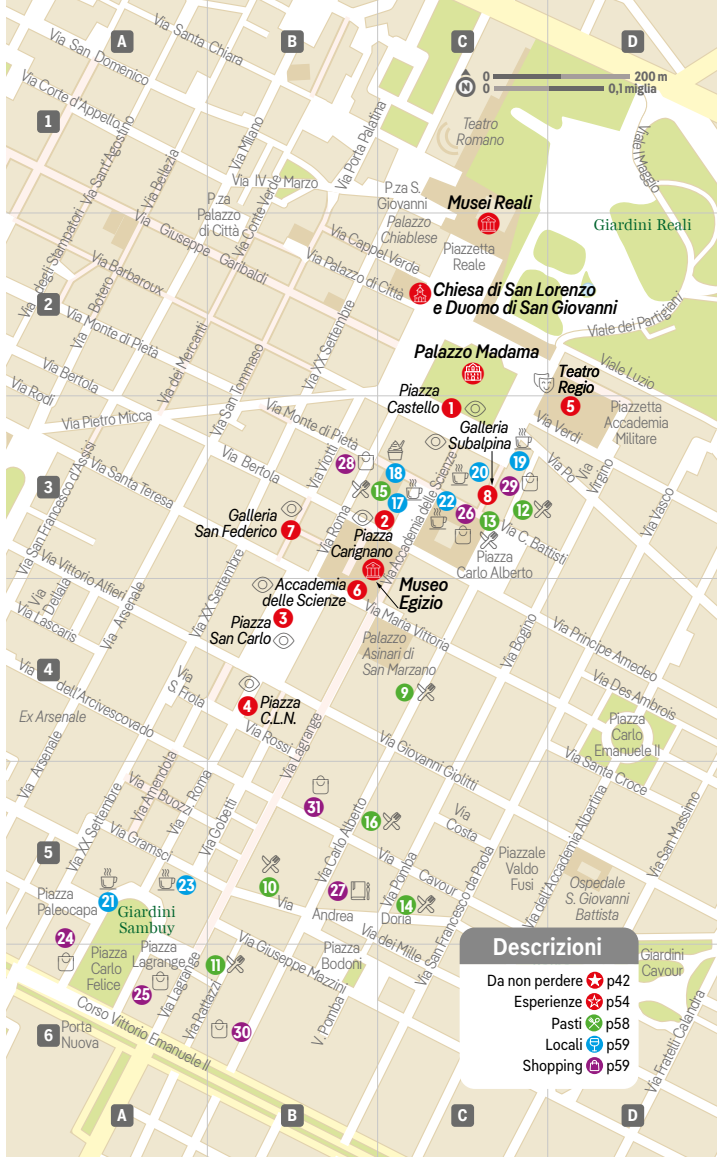 A
B
C
D
Via San Domenico
Via Santa Chiara
Via Corte d'Appello
0 200 m
0 0,1 miglia
N
1
Via Sant'Agostino
Via Bellezia
Via Milano
Via Porta Palatina
Teatro
Romano
Viale I Maggio
Via IV Marzo
P.za
Palazzo
di Città
Via Conte Verde
P.za S.
Giovanni
Palazzo
Chiablese
Musei Reali
Piazzetta
Reale
Giardini Reali
Via degli Stampatori
Via Giuseppe Garibaldi
Via Cappel Verde
Via Palazzo di Città
Via Barbaroux
Via Botero
2
Chiesa di San Lorenzo
e Duomo di San Giovanni
Viale dei Partigiani
Via Monte di Pietà
Via dei Mercanti
Via XX Settembre
Via San Tommaso
Palazzo Madama
Viale Luzio
Via Bertola
Via Rodi
Piazza
Castello
1
Teatro
Regio
5
Piazzetta
Accademia
Militare
Via Pietro Micca
Via Monte di Pietà
Galleria
Subalpina
Via Verdi
Via Po
Via Virginio
Via Vasco
3
Via San Francesco d'Assisi
Via Santa Teresa
Via Bertola
Via Viotti
28
18
15
17
19
20
29
8
22
26
12
13
Via Accademia delle Scienze
Via C. Battisti
Piazza
Carlo Alberto
Galleria
San Federico
7
Via Roma
2
Piazza
Carignano
Museo
Egizio
Accademia
delle Scienze
6
Via Vittorio Alfieri
Via Dellala
Via Lascaris
Via Arsenale
Via XX Settembre
Piazza
San Carlo
3
Via Maria Vittoria
Palazzo
Asinari di
San Marzano
Via Bogino
Via Principe Amedeo
4
Via dell'Arcivescovado
Ex Arsenale
Via S. Frola
4
Piazza
C.L.N.
9
Via Des Ambrois
Piazza
Carlo
Emanuele II
Via Rossi
Via Lagrange
Via Giovanni Giolitti
Via Santa Croce
Via Arsenale
Via Amendola
Via Buozzi
Via Roma
Via Gobetti
Via XX Settembre
Via Gramsci
31
Via Carlo Alberto
16
Via
Costa
Via San Massimo
Via dell'Accademia Albertina
5
Piazza
Paleocapa
21
23
Giardini
Sambuy
10
27
Via Andrea Doria
Via Cavour
Via Pomba
14
Via San Francesco da Paola
Piazzale
Valdo
Fusi
Ospedale
S. Giovanni
Battista
24
Piazza
Carlo
Felice
Piazza
Lagrange
25
11
Via Lagrange
Via Rattazzi
Via Giuseppe Mazzini
Piazza
Bodoni
Via dei Mille
V. Pomba
Giardini
Cavour
Via Fratelli Calandra
6
Porta
Nuova
Corso Vittorio Emanuele II
30
Descrizioni
Da non perdere p42
Esperienze p54
Pasti p58
Locali p59
Shopping p59
A
B
C
D